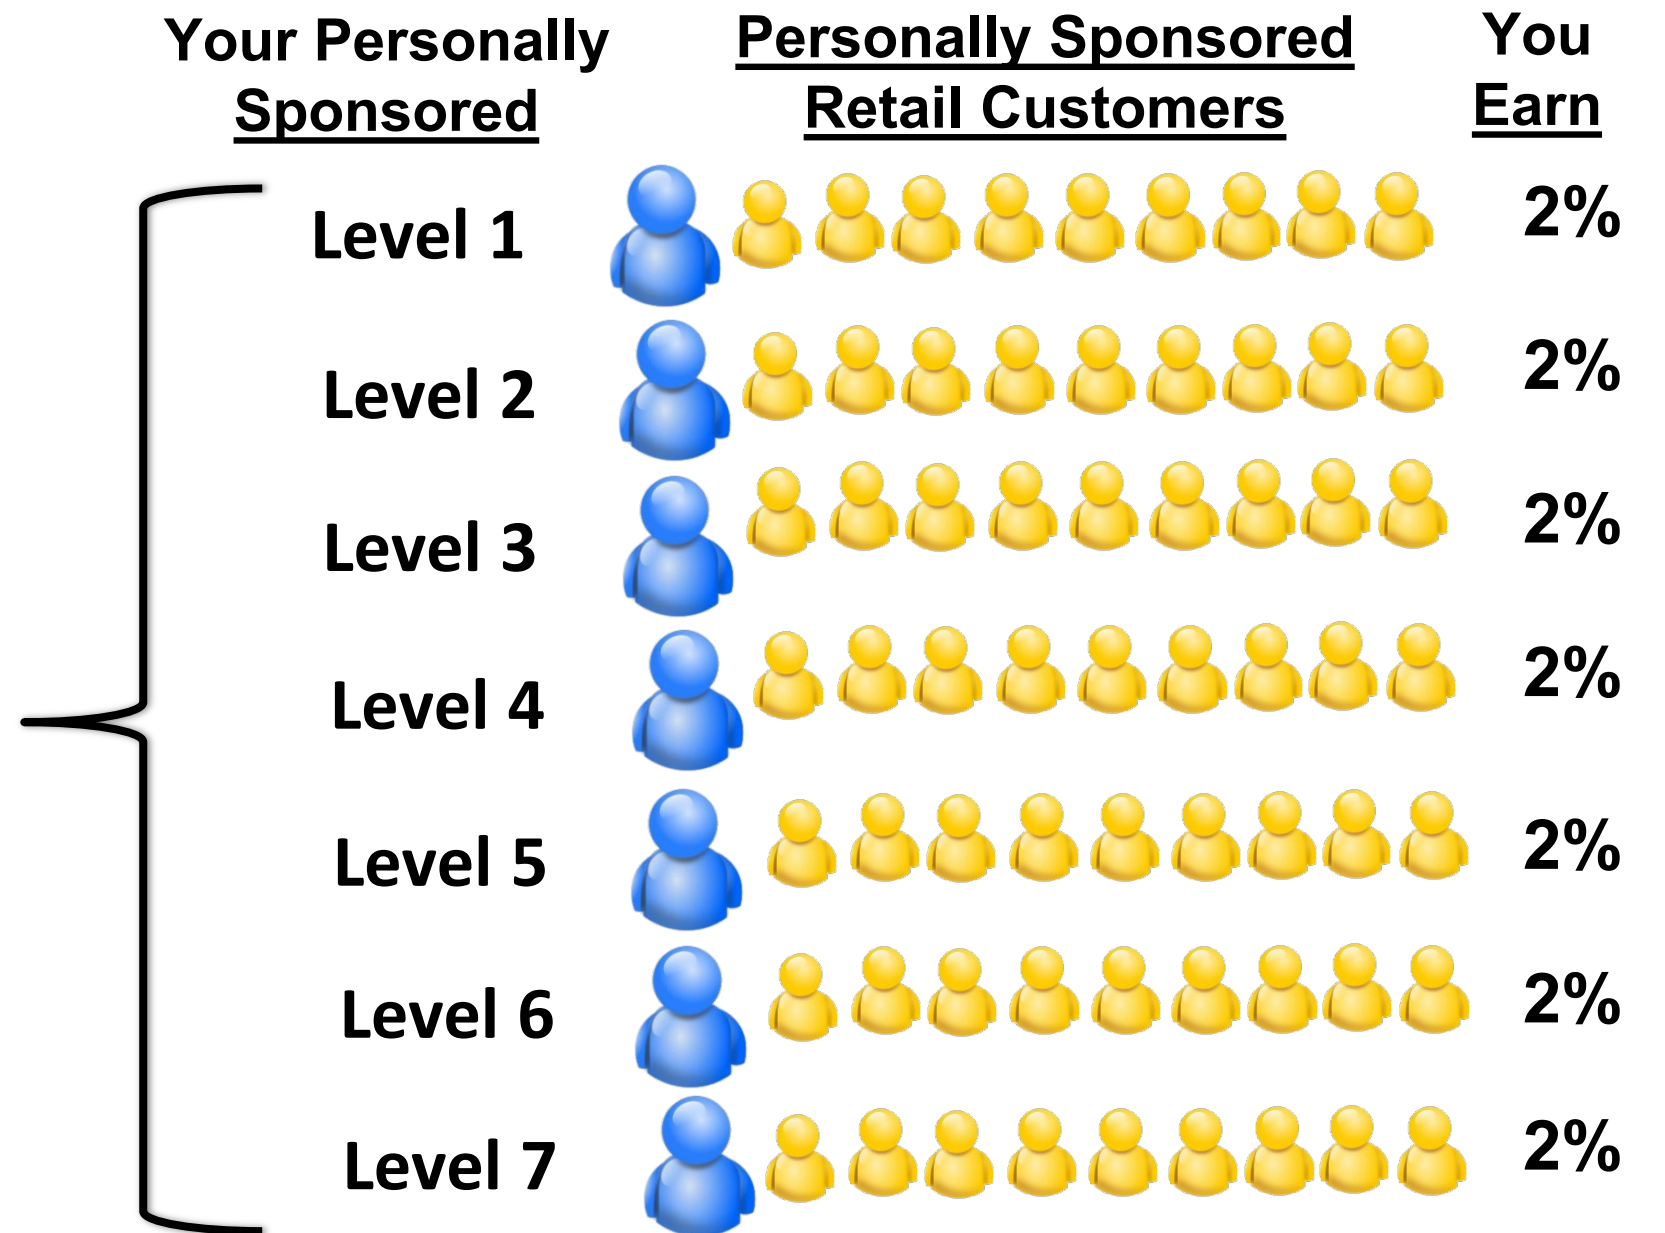 Your Personally
Sponsored
Personally Sponsored
Retail Customers
You
Earn
Level 1
2%
Level 2
2%
Level 3
2%
Level 4
2%
Level 5
2%
Level 6
2%
Level 7
2%